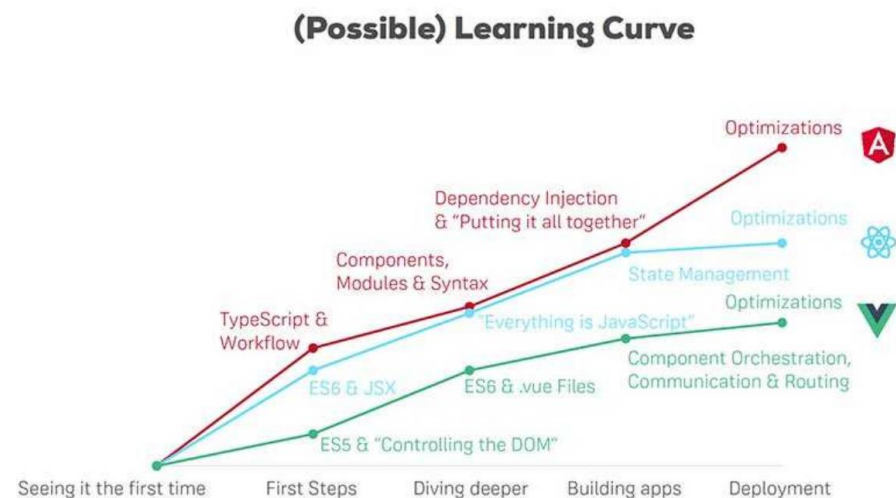 (Possible) Learning Curve
Optimizations
Dependency Injection
& “Putting it all together”
Optimizations
Components,
Modules & Syntax
State Management
Optimizations
TypeScript &
Workflow
“Everything is JavaScript”
Component Orchestration,
Communication & Routing
ES6 & JSX
ES6 & .vue Files
ES5 & “Controlling the DOM”
Seeing it the first time
First Steps
Diving deeper
Building apps
Deployment